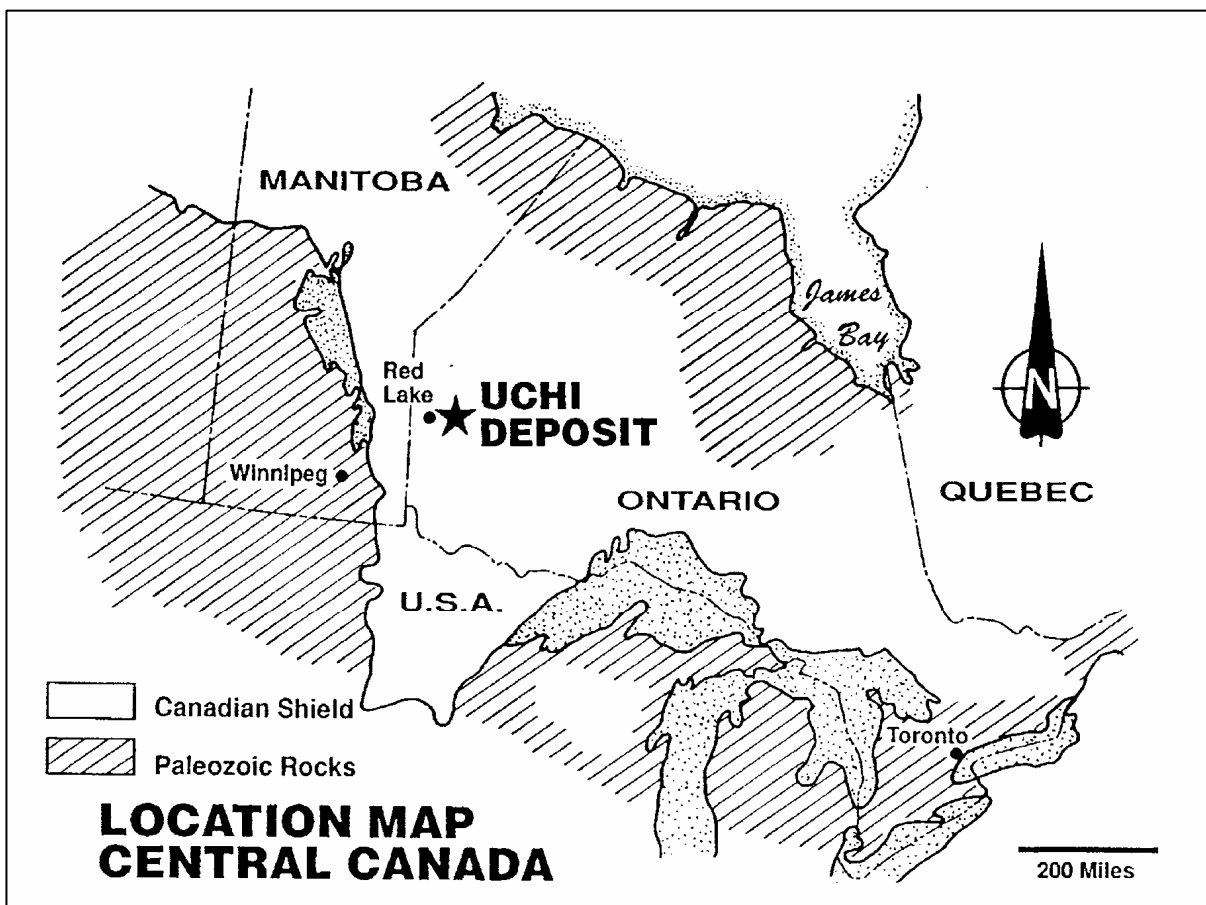 MANITOBA
James
Bay
Red
Lake
UCHI
DEPOSIT
N
Winnipeg
ONTARIO
QUEBEC
U.S.A.
Canadian Shield
Toronto
Paleozoic Rocks
LOCATION MAP
CENTRAL CANADA
200 Miles